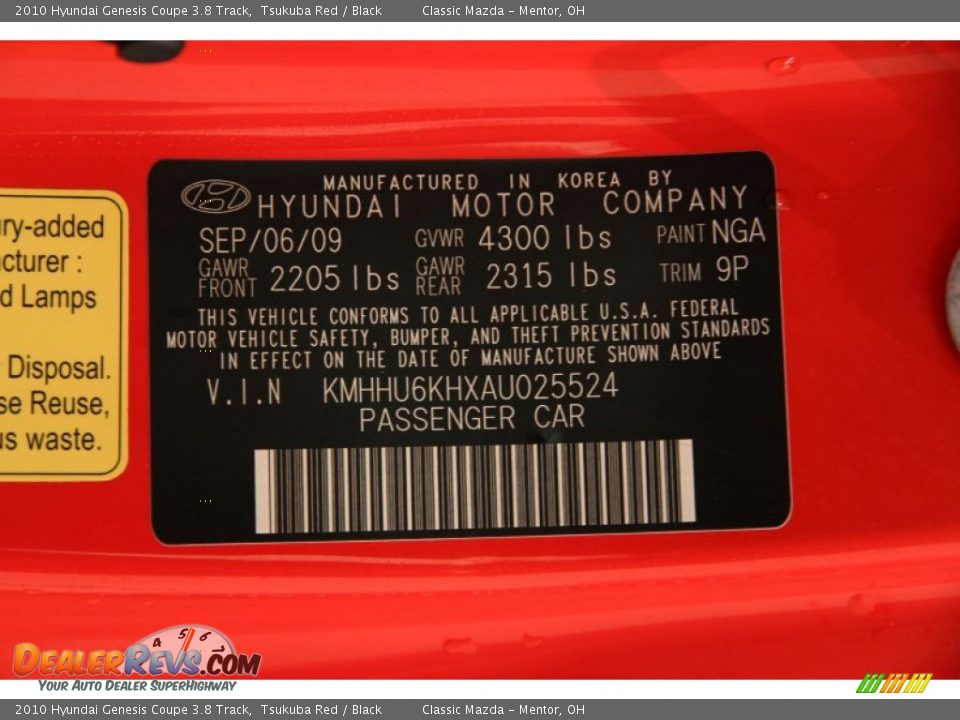 2010 Hyundai Genesis Coupe 3.8 Track, Tsukuba Red / Black Classic Mazda - Mentor, OH
MANUFACTURED IN KOREA BY
HYUNDAI MOTOR COMPANY
SEP/06/09 GVWR 4300 lbs PAINT NGA
GAWR FRONT 2205 lbs GAWR REAR 2315 lbs TRIM 9P
THIS VEHICLE CONFORMS TO ALL APPLICABLE U.S.A. FEDERAL
MOTOR VEHICLE SAFETY, BUMPER, AND THEFT PREVENTION STANDARDS
IN EFFECT ON THE DATE OF MANUFACTURE SHOWN ABOVE
V.I.N KMHHU6KHXAU025524
PASSENGER CAR
ry-added
cturer :
d Lamps
Disposal.
se Reuse,
us waste.
4 5 6
DealerRevs.com
Your Auto Dealer SuperHighway
2010 Hyundai Genesis Coupe 3.8 Track, Tsukuba Red / Black Classic Mazda - Mentor, OH